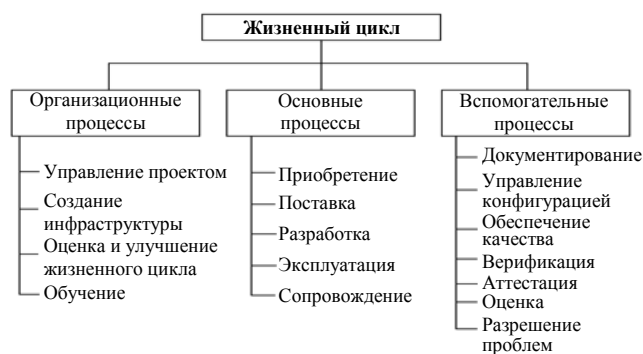 Жизненный цикл
Организационные
процессы
Управление проектом
Создание
инфраструктуры
Оценка и улучшение
жизненного цикла
Обучение
Основные
процессы
Приобретение
Поставка
Разработка
Эксплуатация
Сопровождение
Вспомогательные
процессы
Документирование
Управление
конфигурацией
Обеспечение
качества
Верификация
Аттестация
Оценка
Разрешение
проблем